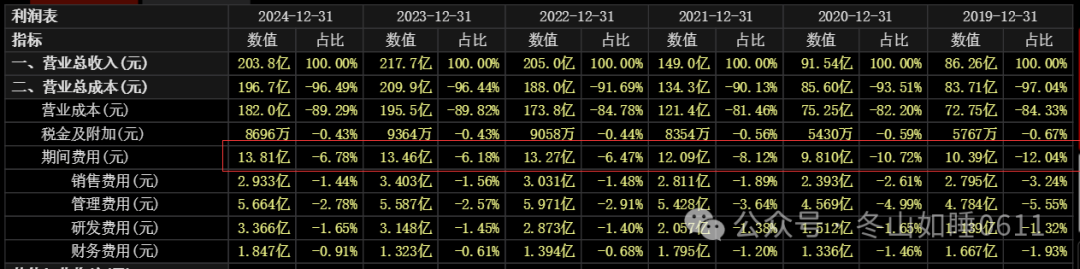 利润表 2024-12-31 2023-12-31 2022-12-31 2021-12-31 2020-12-31 2019-12-31
指标 数值 占比 数值 占比 数值 占比 数值 占比 数值 占比 数值 占比
一、营业总收入(元) 203.8亿 100.00% 217.7亿 100.00% 205.0亿 100.00% 149.0亿 100.00% 91.54亿 100.00% 86.26亿 100.00%
二、营业总成本(元) 196.7亿 -96.49% 209.9亿 -96.44% 188.0亿 -91.69% 134.3亿 -90.13% 85.60亿 -93.51% 83.71亿 -97.04%
营业成本(元) 182.0亿 -89.29% 195.5亿 -89.82% 173.8亿 -84.78% 121.4亿 -81.46% 75.25亿 -82.20% 72.75亿 -84.33%
税金及附加(元) 8696万 -0.43% 9364万 -0.43% 9058万 -0.44% 8354万 -0.56% 5430万 -0.59% 5767万 -0.67%
期间费用(元) 13.81亿 -6.78% 13.46亿 -6.18% 13.27亿 -6.47% 12.09亿 -8.12% 9.810亿 -10.72% 10.39亿 -12.04%
销售费用(元) 2.933亿 -1.44% 3.403亿 -1.56% 3.031亿 -1.48% 2.811亿 -1.89% 2.393亿 -2.61% 2.795亿 -3.24%
管理费用(元) 5.664亿 -2.78% 5.587亿 -2.57% 5.971亿 -2.91% 5.428亿 -3.64% 4.569亿 -4.99% 4.784亿 -5.55%
研发费用(元) 3.366亿 -1.65% 3.148亿 -1.45% 2.873亿 -1.40% 2.057亿 -1.38% 1.512亿 -1.65% 1.139亿 -1.32%
财务费用(元) 1.847亿 -0.91% 1.323亿 -0.61% 1.394亿 -0.68% 1.795亿 -1.20% 1.336亿 -1.46% 1.667亿 -1.93%
公众号 · 冬山如睡0611